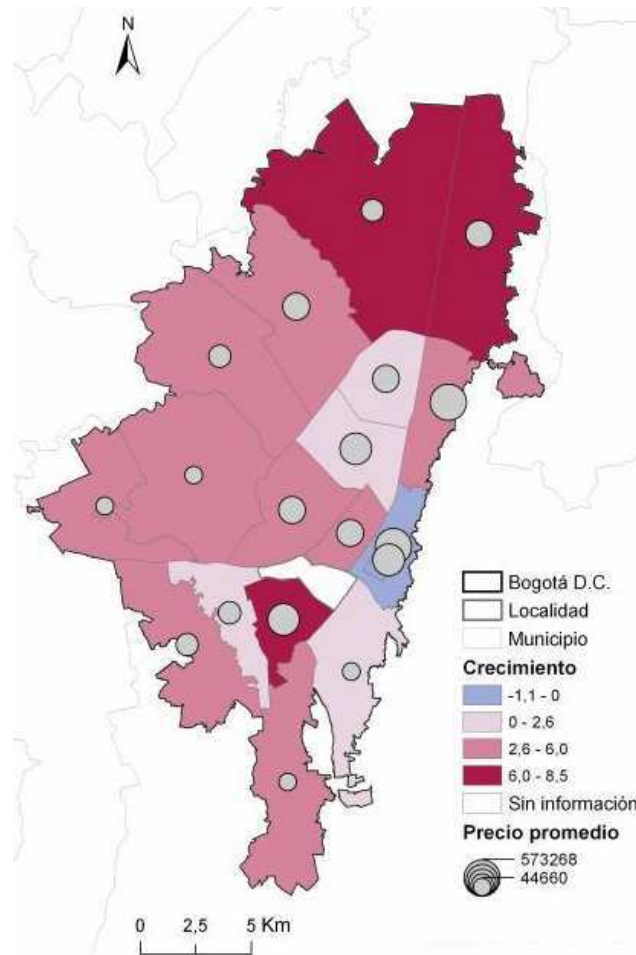 N
Bogotá D.C.
Localidad
Municipio
Crecimiento
-1,1 - 0
0 - 2,6
2,6 - 6,0
6,0 - 8,5
Sin información
Precio promedio
573268
44660
0 2,5 5 Km